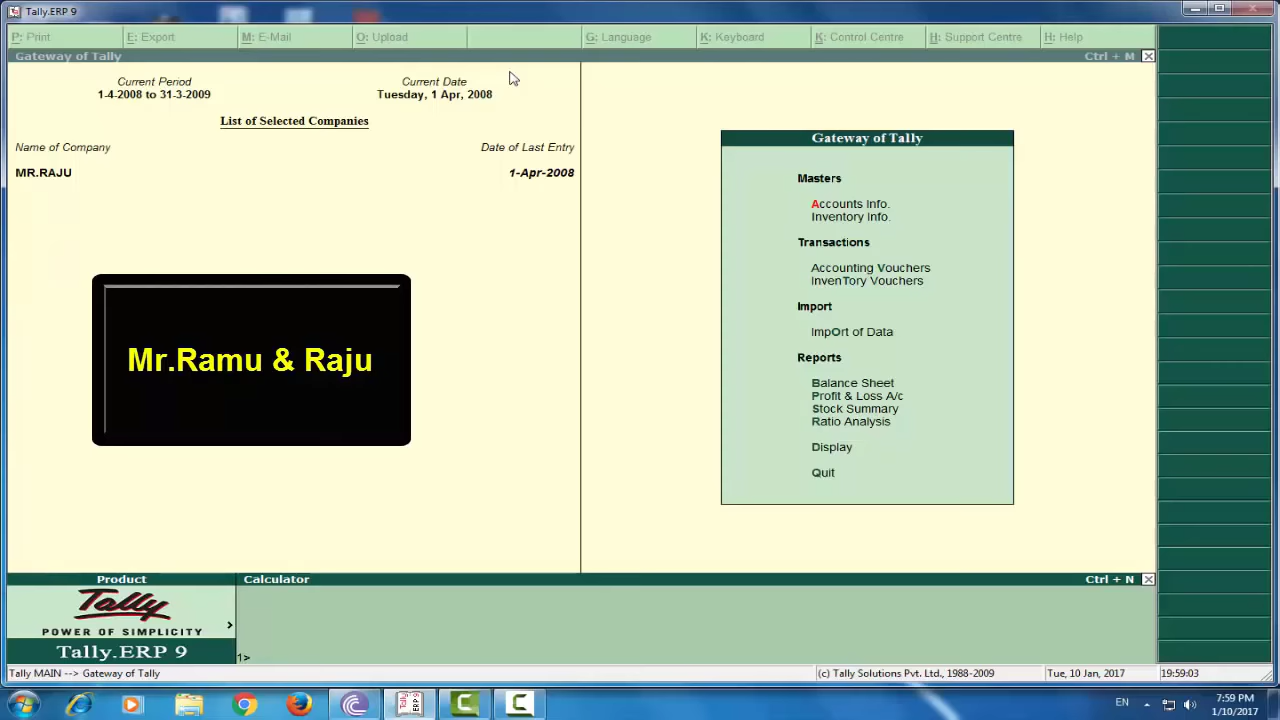 Tally.ERP 9
P: Print
E: Export
M: E-Mail
O: Upload
G: Language
K: Keyboard
K: Control Centre
H: Support Centre
H: Help
Gateway of Tally
Ctrl + M
Current Period
1-4-2008 to 31-3-2009
Current Date
Tuesday, 1 Apr, 2008
List of Selected Companies
Name of Company
Date of Last Entry
MR.RAJU
1-Apr-2008
Mr.Ramu & Raju
Gateway of Tally
Masters
Accounts Info.
Inventory Info.
Transactions
Accounting Vouchers
InvenTory Vouchers
Import
ImpOrt of Data
Reports
Balance Sheet
Profit & Loss A/c
Stock Summary
Ratio Analysis
Display
Quit
Product
Tally
POWER OF SIMPLICITY
Tally.ERP 9
Calculator
Ctrl + N
1>
Tally MAIN --> Gateway of Tally
(c) Tally Solutions Pvt. Ltd., 1988-2009
Tue, 10 Jan, 2017
19:59:03
EN
7:59 PM
1/10/2017